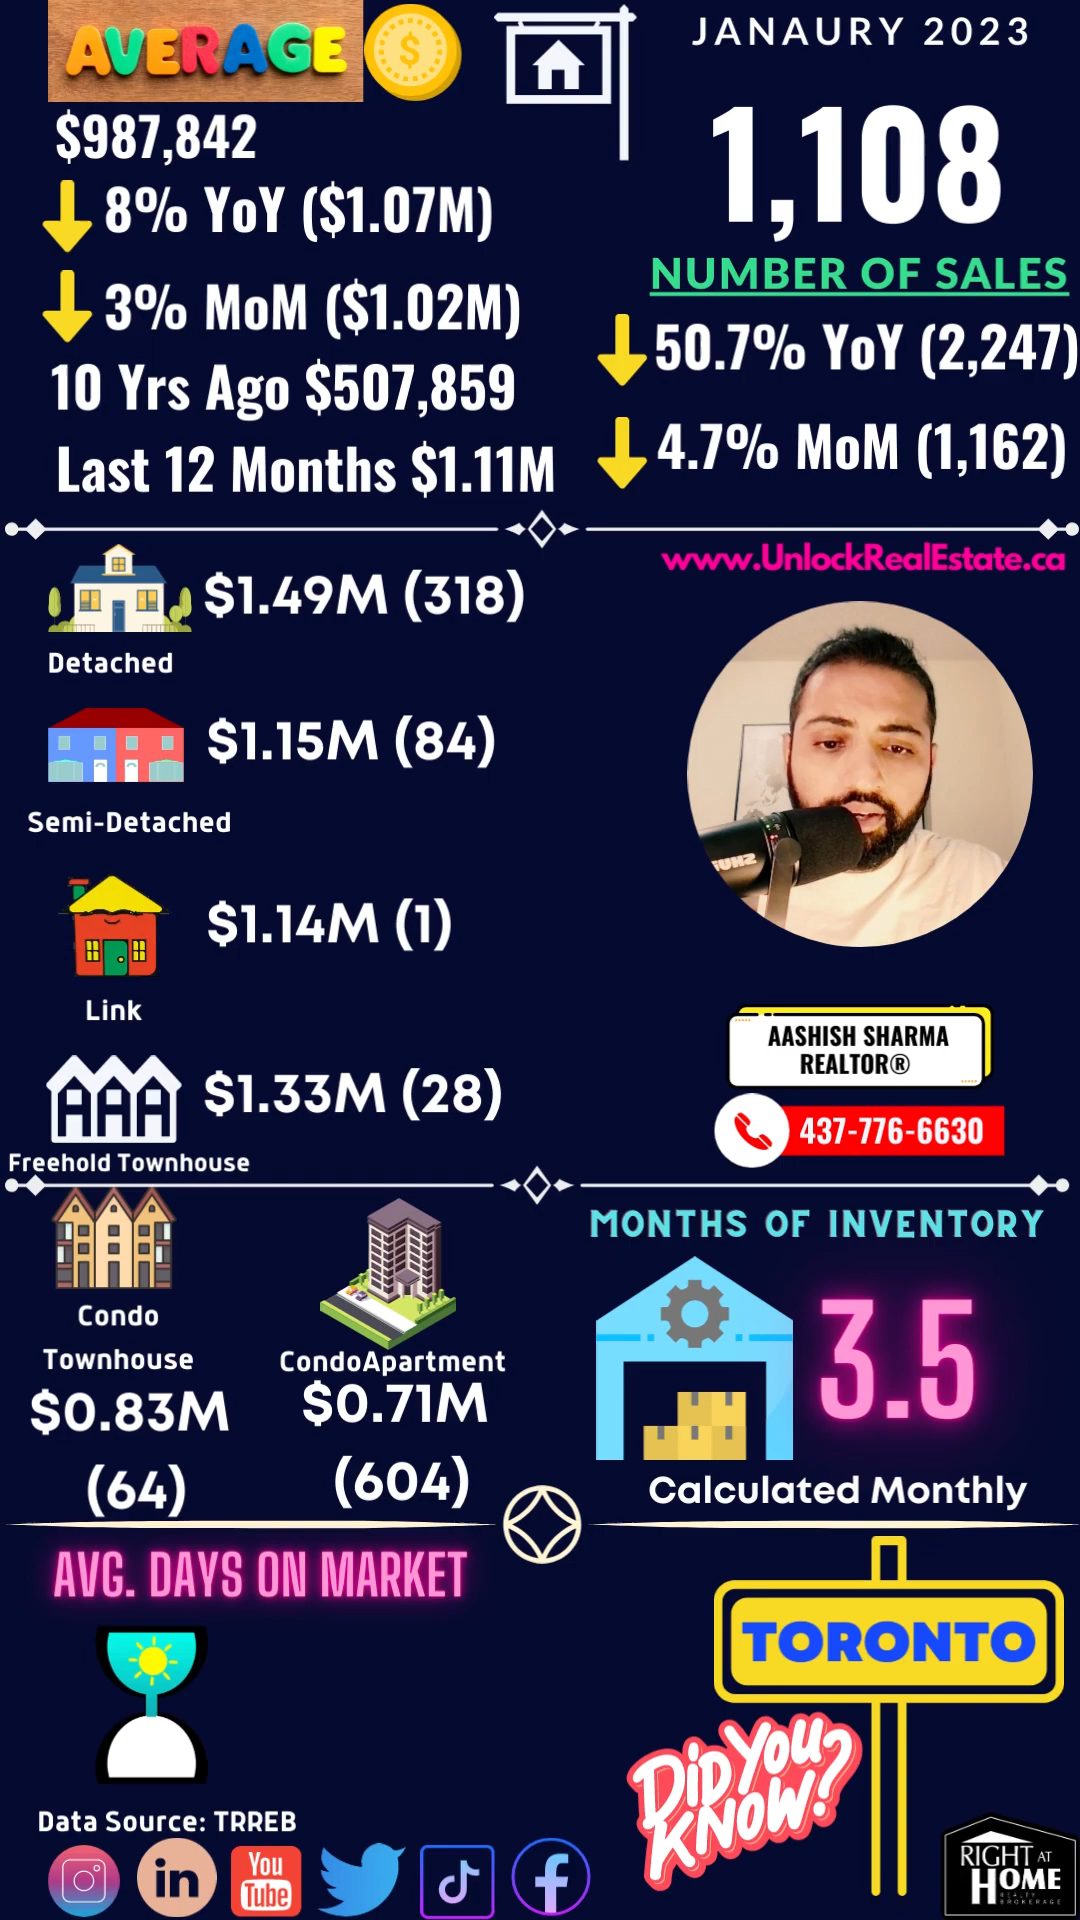 AVERAGE
$
JANAURY 2023
$987,842
8% YoY ($1.07M)
3% MoM ($1.02M)
10 Yrs Ago $507,859
Last 12 Months $1.11M
1,108
NUMBER OF SALES
50.7% YoY (2,247)
4.7% MoM (1,162)
www.UnlockRealEstate.ca
$1.49M (318)
Detached
$1.15M (84)
Semi-Detached
$1.14M (1)
Link
$1.33M (28)
Freehold Townhouse
AASHISH SHARMA
REALTOR®
437-776-6630
Condo
Townhouse
$0.83M
(64)
CondoApartment
$0.71M
(604)
MONTHS OF INVENTORY
3.5
Calculated Monthly
AVG. DAYS ON MARKET
TORONTO
DiD YOU
KNOW?
Data Source: TRREB
in
You
Tube
RIGHT AT
HOME
REALTY
BROKERAGE